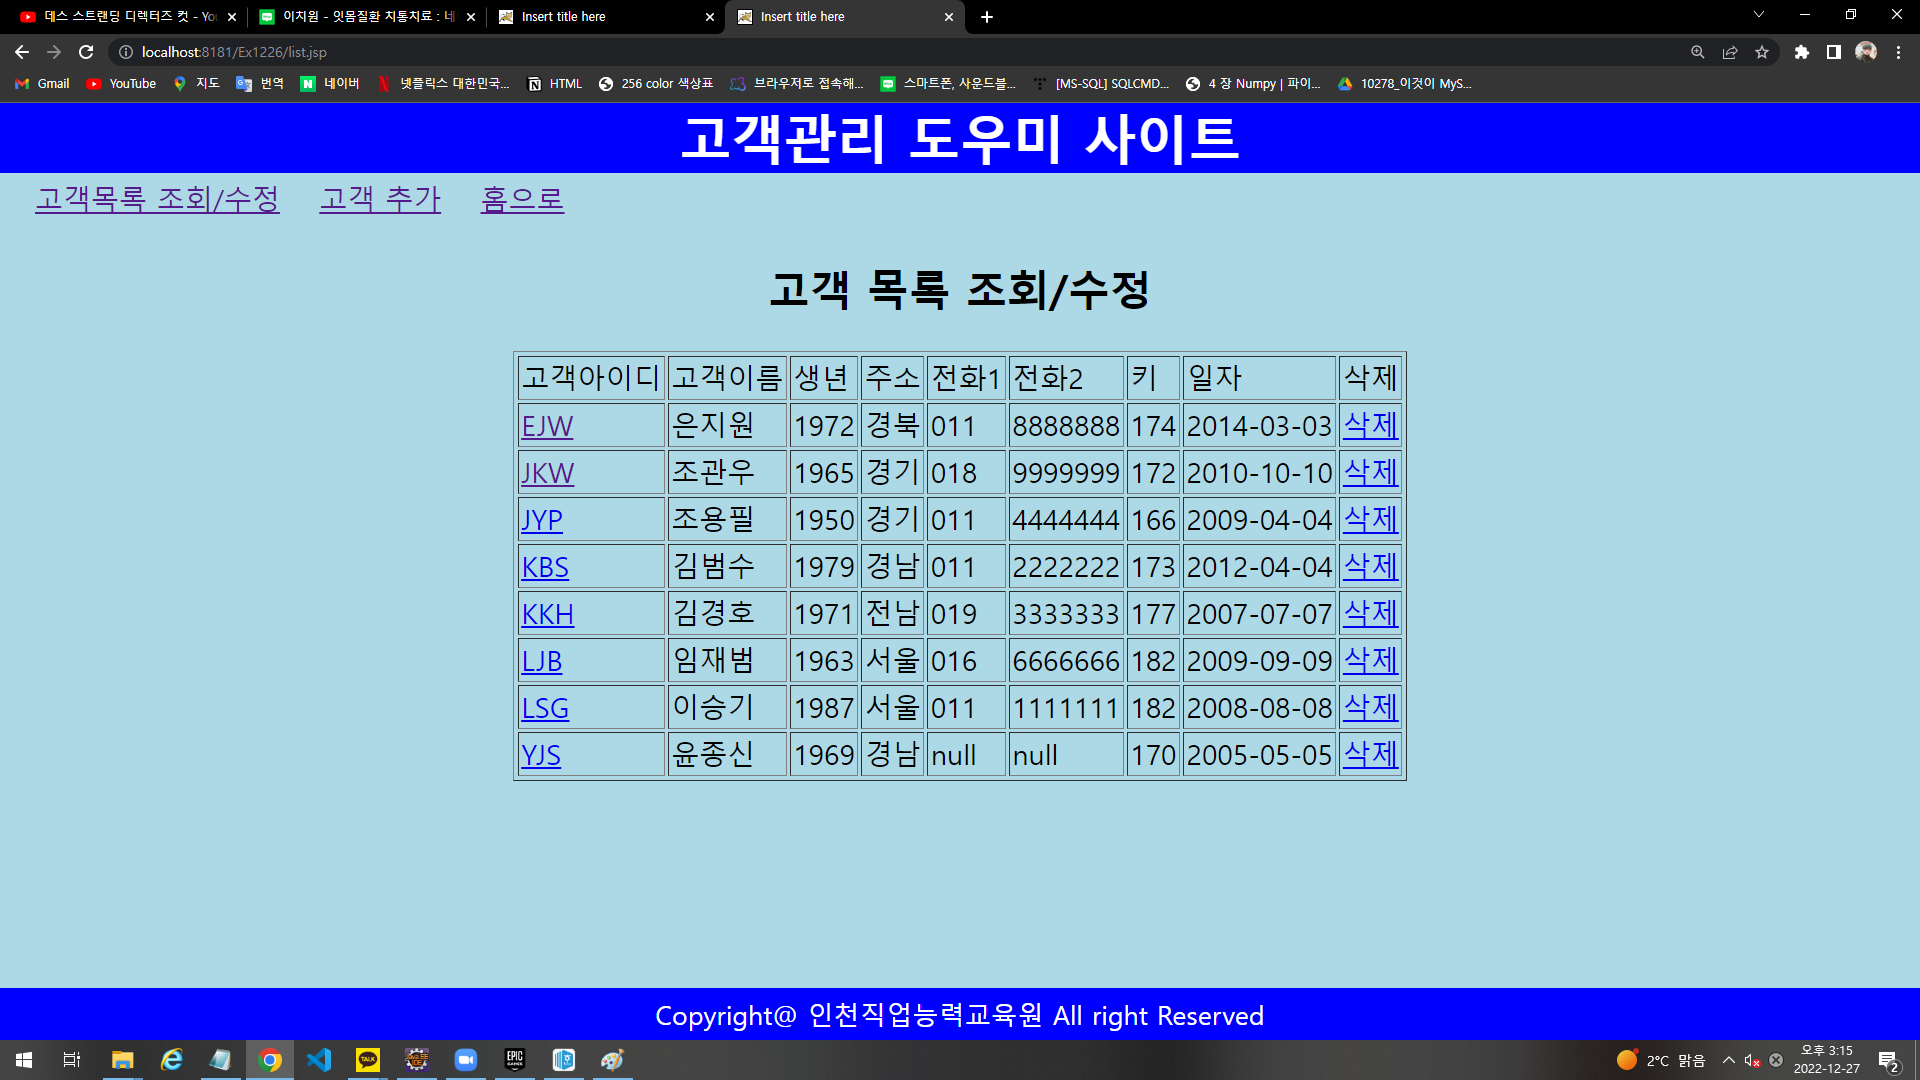 데스 스트랜딩 디렉터즈 컷 - You
이치원 - 잇몸질환 치통치료 : 네
Insert title here
Insert title here
localhost:8181/Ex1226/list.jsp
Gmail YouTube 지도 번역 네이버 넷플릭스 대한민국... HTML 256 color 색상표 브라우저로 접속해... 스마트폰, 사운드블... [MS-SQL] SQLCMD... 4 장 Numpy | 파이... 10278_이것이 MyS...
고객관리 도우미 사이트
고객목록 조회/수정 고객 추가 홈으로
고객 목록 조회/수정
고객아이디 고객이름 생년 주소 전화1 전화2 키 일자 삭제
EJW 은지원 1972 경북 011 8888888 174 2014-03-03 삭제
JKW 조관우 1965 경기 018 9999999 172 2010-10-10 삭제
JYP 조용필 1950 경기 011 4444444 166 2009-04-04 삭제
KBS 김범수 1979 경남 011 2222222 173 2012-04-04 삭제
KKH 김경호 1971 전남 019 3333333 177 2007-07-07 삭제
LJB 임재범 1963 서울 016 6666666 182 2009-09-09 삭제
LSG 이승기 1987 서울 011 1111111 182 2008-08-08 삭제
YJS 윤종신 1969 경남 null null 170 2005-05-05 삭제
Copyright@ 인천직업능력교육원 All right Reserved
TALK
EPIC GAMES
2°C 맑음
오후 3:15
2022-12-27
2